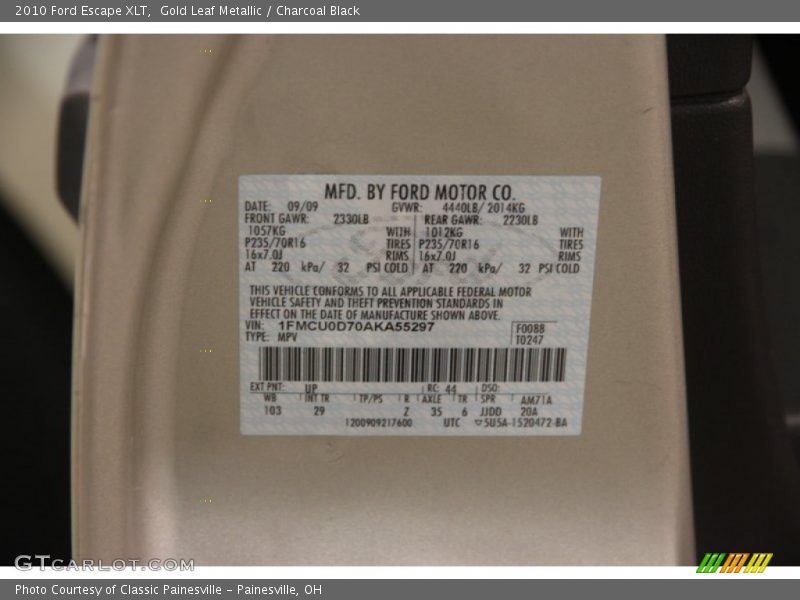 2010 Ford Escape XLT, Gold Leaf Metallic / Charcoal Black
MFD. BY FORD MOTOR CO.
DATE: 09/09 GVWR: 4440LB/ 2014KG
FRONT GAWR: 2330LB REAR GAWR: 2230LB
1057KG WITH 1012KG WITH
P235/70R16 TIRES P235/70R16 TIRES
16x7.0J RIMS 16x7.0J RIMS
AT 220 kPa/ 32 PSI COLD AT 220 kPa/ 32 PSI COLD
THIS VEHICLE CONFORMS TO ALL APPLICABLE FEDERAL MOTOR
VEHICLE SAFETY AND THEFT PREVENTION STANDARDS IN
EFFECT ON THE DATE OF MANUFACTURE SHOWN ABOVE.
VIN: 1FMCU0D70AKA55297 F0088
TYPE: MPV T0247
EXT PNT: UP RC: 44 DSO:
WB INT TR TP/PS R AXLE TR SPR AM71A
103 29 Z 35 6 JJDD 20A
1200909217600 UTC ▽5U5A-1520472-BA
GTCARLOT.COM
Photo Courtesy of Classic Painesville - Painesville, OH